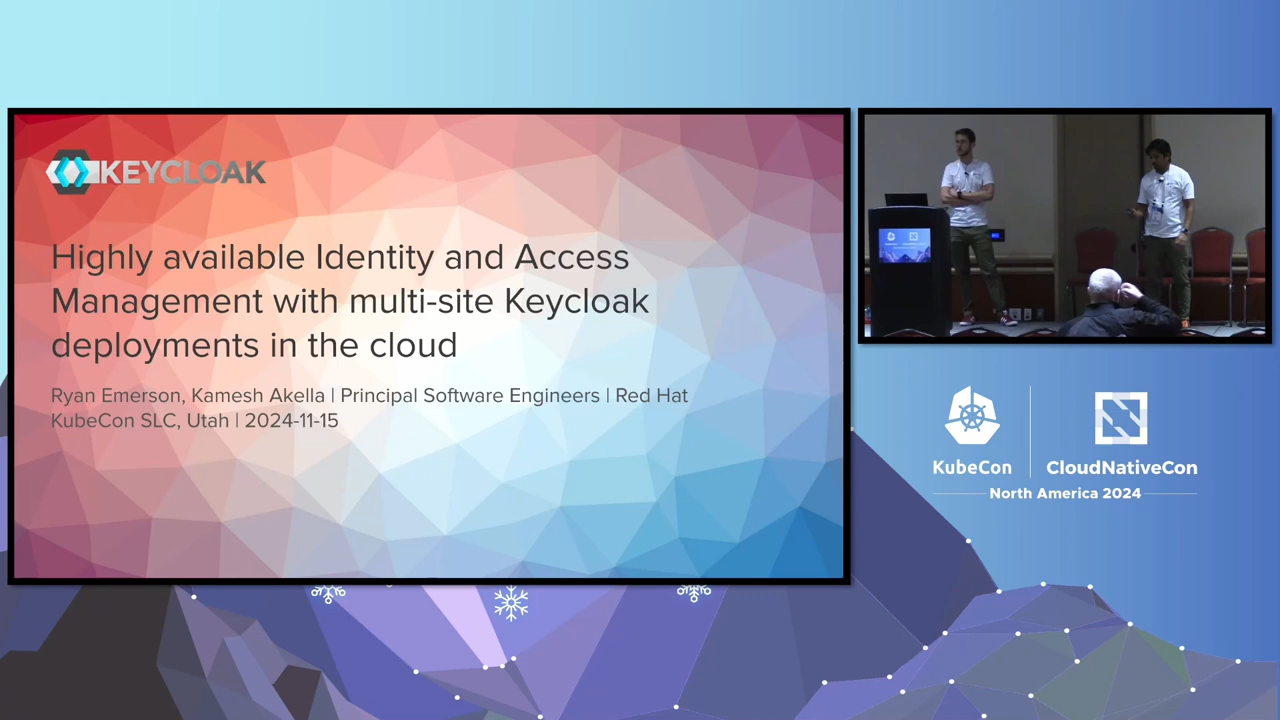 KEYCLOAK
Highly available Identity and Access
Management with multi-site Keycloak
deployments in the cloud
Ryan Emerson, Kamesh Akella | Principal Software Engineers | Red Hat
KubeCon SLC, Utah | 2024-11-15
KubeCon
CloudNativeCon
North America 2024